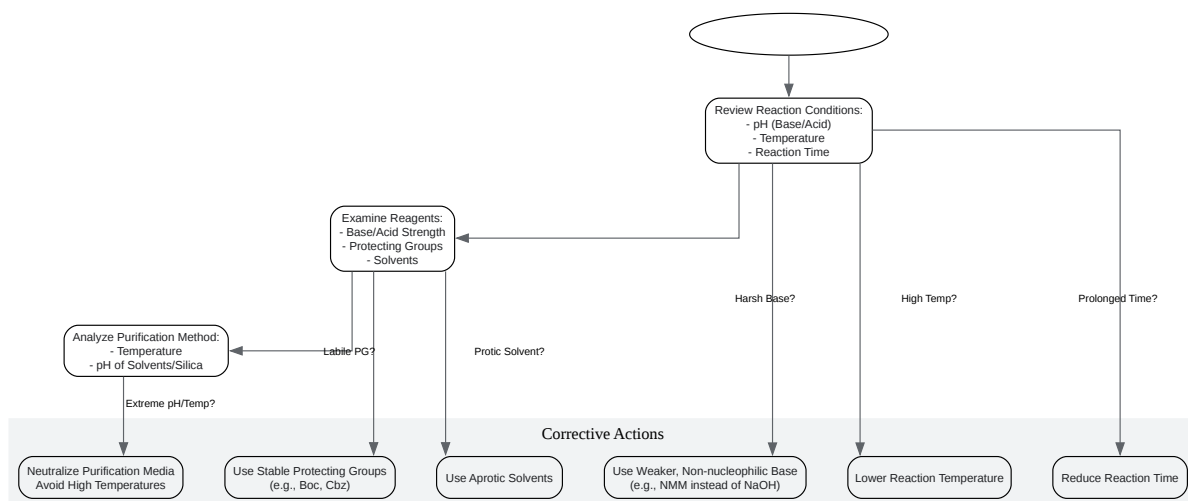 Review Reaction Conditions:
- pH (Base/Acid)
- Temperature
- Reaction Time
Examine Reagents:
- Base/Acid Strength
- Protecting Groups
- Solvents
Harsh Base?
High Temp?
Prolonged Time?
Analyze Purification Method:
- Temperature
- pH of Solvents/Silica
Labile PG?
Protic Solvent?
Extreme pH/Temp?
Corrective Actions
Neutralize Purification Media
Avoid High Temperatures
Use Stable Protecting Groups
(e.g., Boc, Cbz)
Use Aprotic Solvents
Use Weaker, Non-nucleophilic Base
(e.g., NMM instead of NaOH)
Lower Reaction Temperature
Reduce Reaction Time